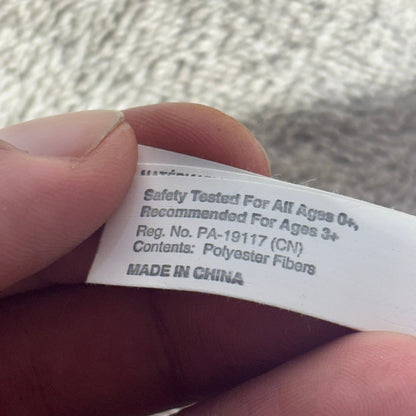 Safety Tested For All Ages 0+,
Recommended For Ages 3+
Reg. No. PA-19117 (CN)
Contents: Polyester Fibers
MADE IN CHINA